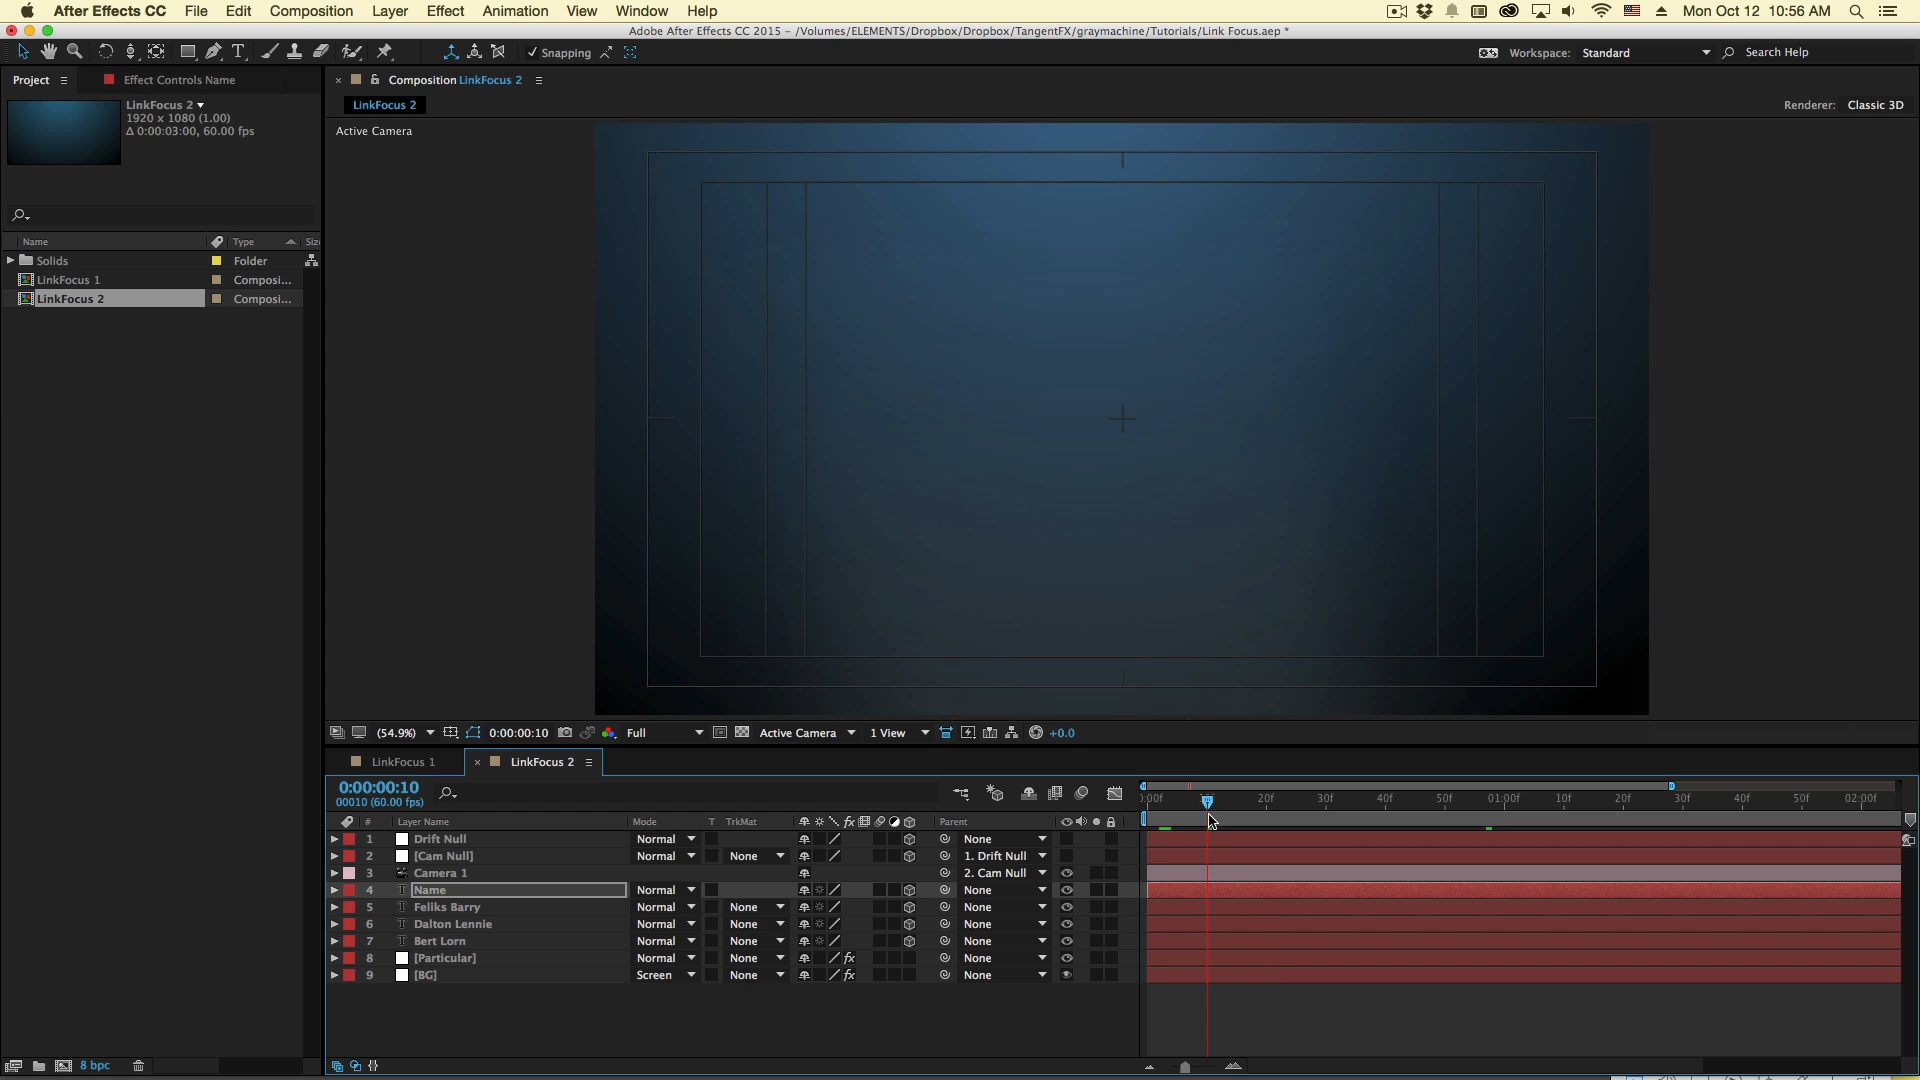 After Effects CC File Edit Composition Layer Effect Animation View Window Help Mon Oct 12 10:56 AM
Adobe After Effects CC 2015 - /Volumes/ELEMENTS/Dropbox/Dropbox/TangentFX/graymachine/Tutorials/Link Focus.aep *
Snapping Workspace: Standard Search Help
Project Effect Controls Name Composition LinkFocus 2
LinkFocus 2
1920 x 1080 (1.00)
Δ 0:00:03:00, 60.00 fps
LinkFocus 2 Renderer: Classic 3D
Active Camera
Name Type Siz
Solids Folder
LinkFocus 1 Composi...
LinkFocus 2 Composi...
(54.9%) 0:00:00:10 Full Active Camera 1 View +0.0
LinkFocus 1 LinkFocus 2
0:00:00:10
00010 (60.00 fps)
):00f 20f 30f 40f 50f 01:00f 10f 20f 30f 40f 50f 02:00f
# Layer Name Mode T TrkMat Parent
1 Drift Null Normal None
2 [Cam Null] Normal None 1. Drift Null
3 Camera 1 2. Cam Null
4 Name Normal None
5 Feliks Barry Normal None None
6 Dalton Lennie Normal None None
7 Bert Lorn Normal None None
8 [Particular] Normal None None
9 [BG] Screen None None
8 bpc